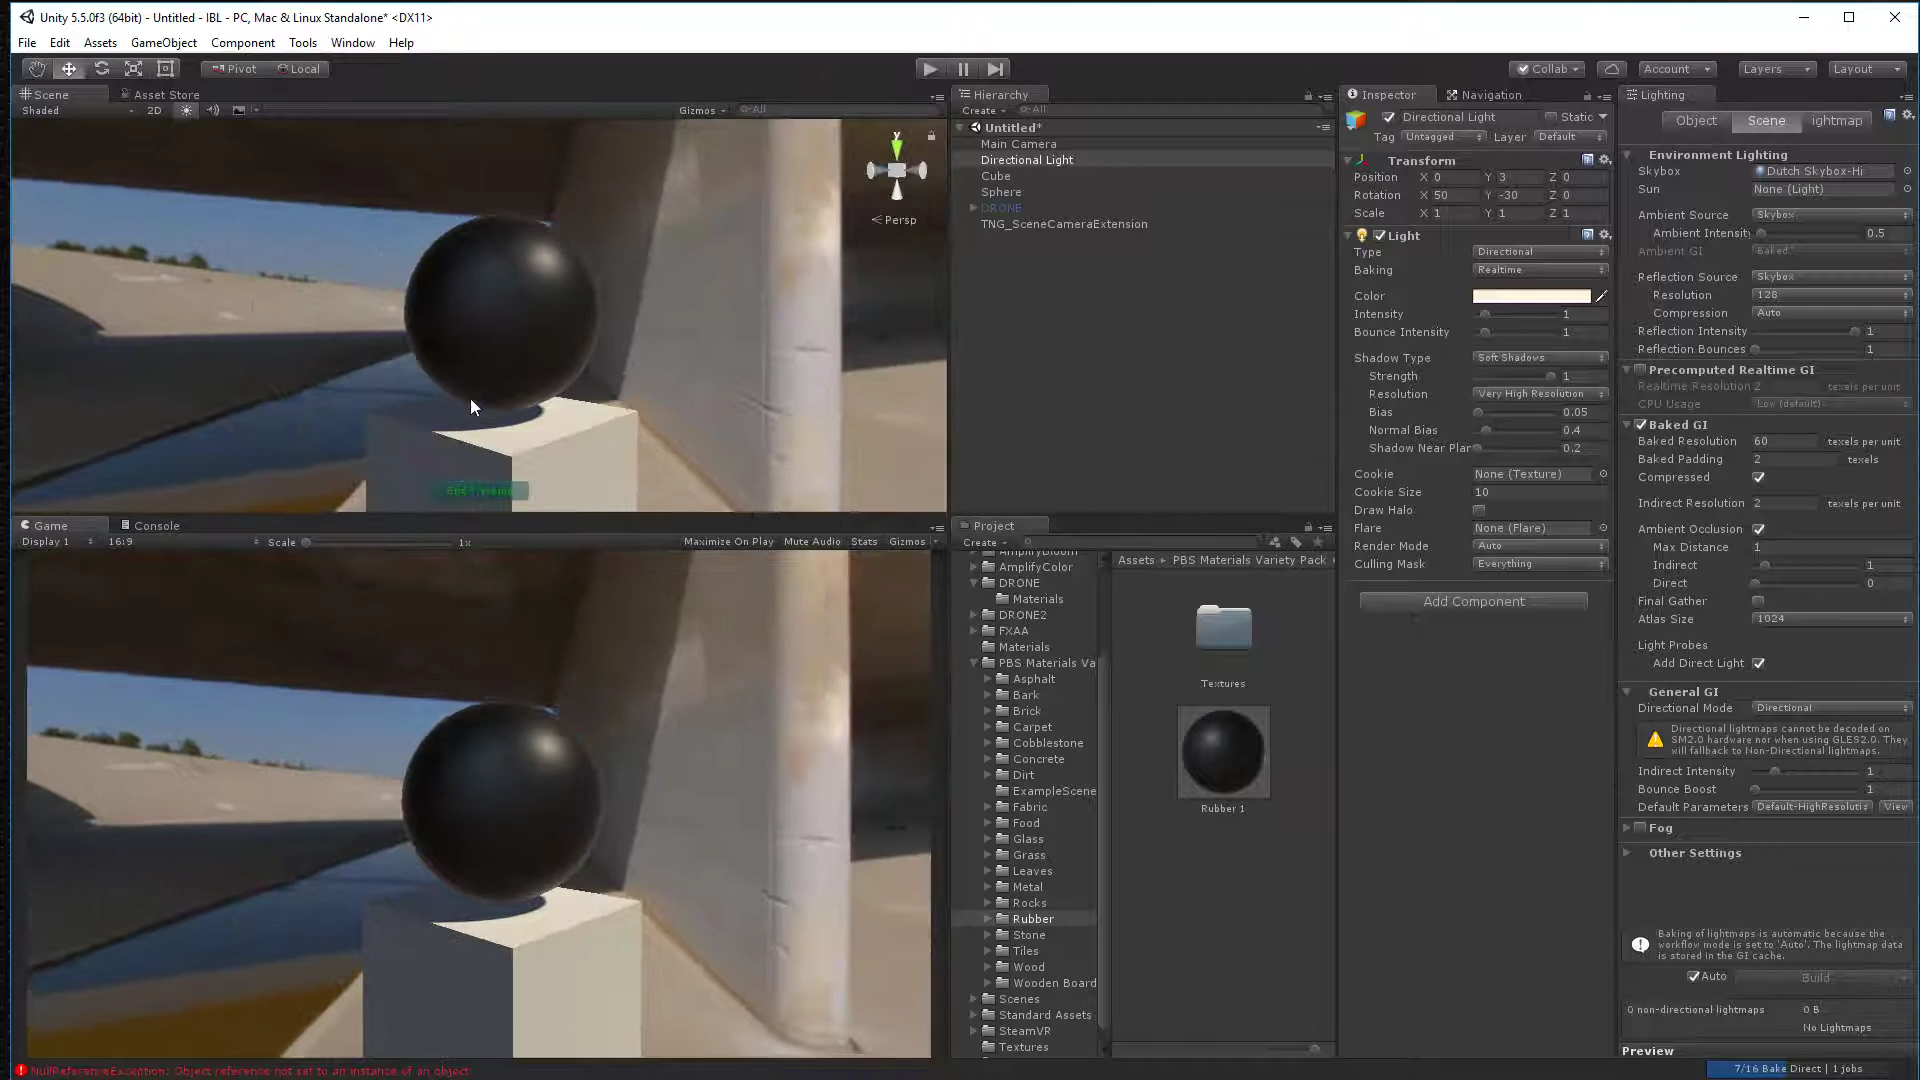 Unity 5.5.0f3 (64bit) - Untitled - IBL - PC, Mac & Linux Standalone* <DX11>
File Edit Assets GameObject Component Tools Window Help
Pivot Local
Collab Account Layers Layout
Scene Asset Store
Shaded 2D Gizmos All
y
Persp
Game Console
Display 1 16:9 Scale 1x Maximize On Play Mute Audio Stats Gizmos
NullReferenceException: Object reference not set to an instance of an object
Hierarchy
Create All
Untitled*
Main Camera
Directional Light
Cube
Sphere
DRONE
TNG_SceneCameraExtension
Project
Create
AmplifyBloom
AmplifyColor
DRONE
Materials
DRONE2
FXAA
Materials
PBS Materials Va
Asphalt
Bark
Brick
Carpet
Cobblestone
Concrete
Dirt
ExampleScene
Fabric
Food
Glass
Grass
Leaves
Metal
Rocks
Rubber
Stone
Tiles
Wood
Wooden Board
Scenes
Standard Assets
SteamVR
Textures
Assets PBS Materials Variety Pack
Textures
Rubber 1
Inspector Navigation
Directional Light Static
Tag Untagged Layer Default
Transform
Position X 0 Y 3 Z 0
Rotation X 50 Y -30 Z 0
Scale X 1 Y 1 Z 1
Light
Type Directional
Baking Realtime
Color
Intensity 1
Bounce Intensity 1
Shadow Type Soft Shadows
Strength 1
Resolution Very High Resolution
Bias 0.05
Normal Bias 0.4
Shadow Near Plar 0.2
Cookie None (Texture)
Cookie Size 10
Draw Halo
Flare None (Flare)
Render Mode Auto
Culling Mask Everything
Add Component
Lighting
Object Scene ightmap
Environment Lighting
Skybox Dutch Skybox-Hi
Sun None (Light)
Ambient Source Skybox
Ambient Intensity 0.5
Ambient GI Baked
Reflection Source Skybox
Resolution 128
Compression Auto
Reflection Intensity 1
Reflection Bounces 1
Precomputed Realtime GI
Realtime Resolution 2 texels per unit
CPU Usage Low (default)
Baked GI
Baked Resolution 60 texels per unit
Baked Padding 2 texels
Compressed
Indirect Resolution 2 texels per unit
Ambient Occlusion
Max Distance 1
Indirect 1
Direct 0
Final Gather
Atlas Size 1024
Light Probes
Add Direct Light
General GI
Directional Mode Directional
Directional lightmaps cannot be decoded on
SM2.0 hardware nor when using GLES2.0. They
will fallback to Non-Directional lightmaps.
Indirect Intensity 1
Bounce Boost 1
Default Parameters Default-HighResoluti View
Fog
Other Settings
Baking of lightmaps is automatic because the
workflow mode is set to 'Auto'. The lightmap data
is stored in the GI cache.
Auto Build
0 non-directional lightmaps 0 B
No Lightmaps
Preview
7/16 Bake Direct | 1 jobs